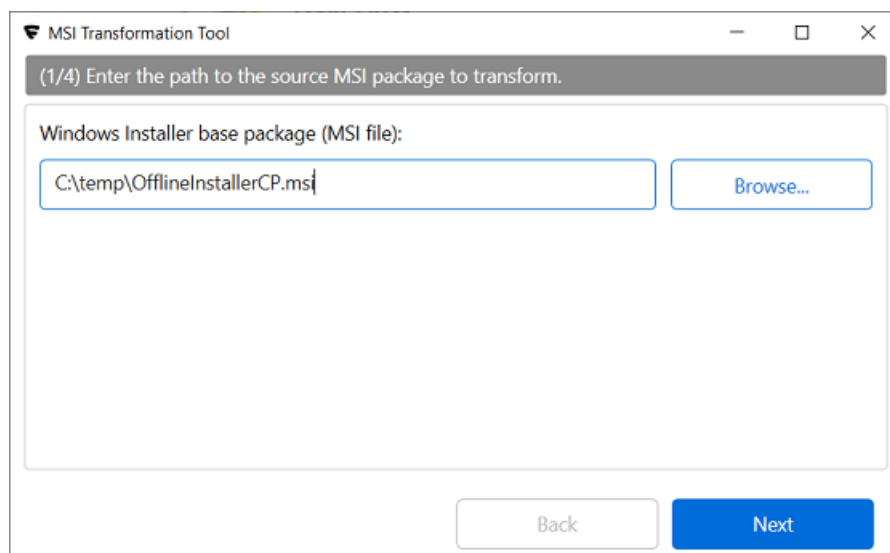 MSI Transformation Tool
(1/4) Enter the path to the source MSI package to transform.
Windows Installer base package (MSI file):
C:\temp\OfflineInstallerCP.msi
Browse...
Back
Next